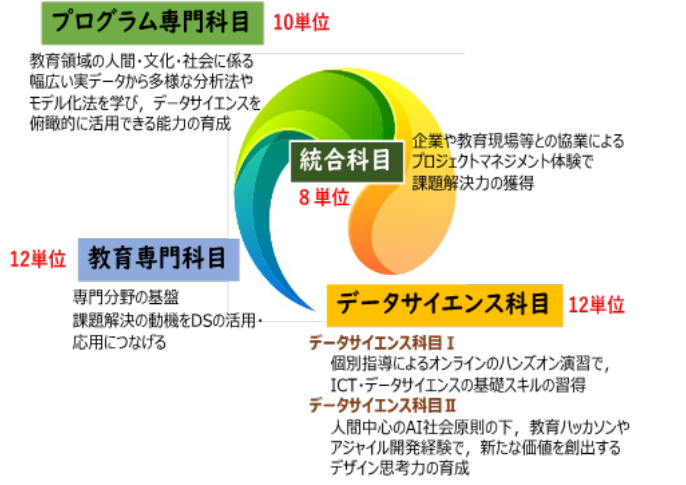 プログラム専門科目 10単位
教育領域の人間・文化・社会に係る
幅広い実データから多様な分析法や
モデル化法を学び，データサイエンスを
俯瞰的に活用できる能力の育成
統合科目
8単位
企業や教育現場等との協業による
プロジェクトマネジメント体験で
課題解決力の獲得
12単位 教育専門科目
専門分野の基盤
課題解決の動機をDSの活用・
応用につなげる
データサイエンス科目 12単位
データサイエンス科目Ⅰ
個別指導によるオンラインのハンズオン演習で，
ICT・データサイエンスの基礎スキルの習得
データサイエンス科目Ⅱ
人間中心のAI社会原則の下，教育ハッカソンや
アジャイル開発経験で，新たな価値を創出する
デザイン思考力の育成